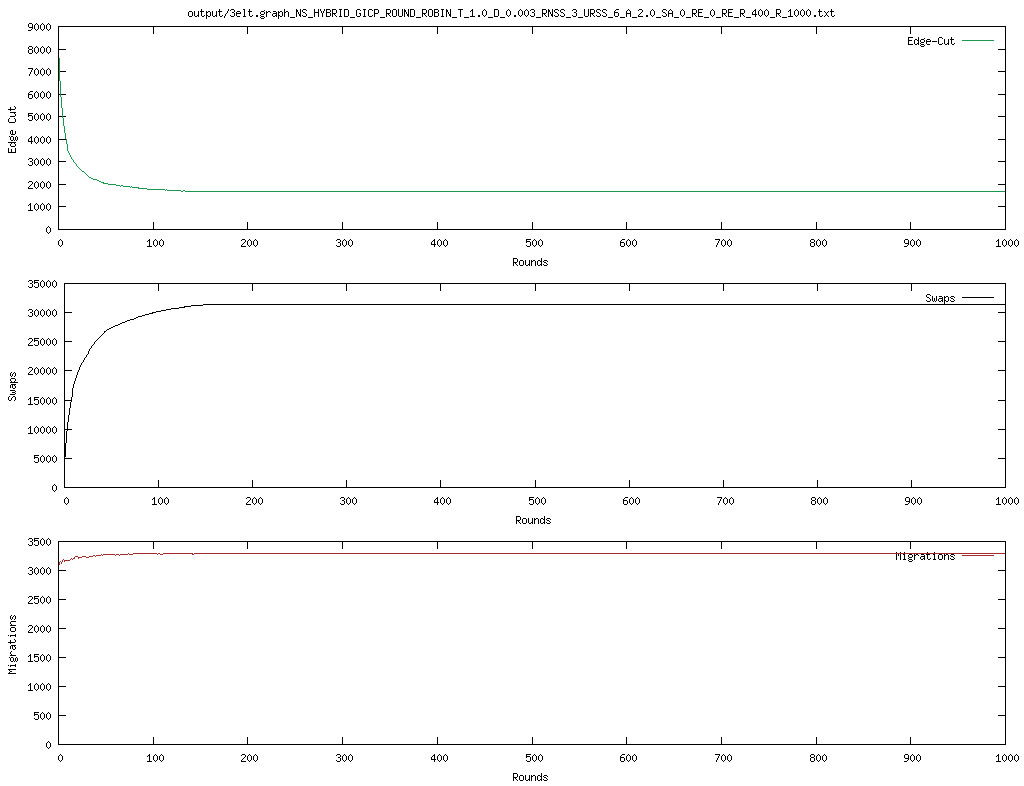 output/3elt.graph_NS_HYBRID_GICP_ROUND_ROBIN_T_1.0_D_0.003_RNSS_3_URSS_6_A_2.0_SA_0_RE_0_RE_R_400_R_1000.txt
9000
Edge-Cut
8000
7000
6000
5000
Edge Cut
4000
3000
2000
1000
0
0 100 200 300 400 500 600 700 800 900 1000
Rounds
35000
Swaps
30000
25000
20000
Swaps
15000
10000
5000
0
0 100 200 300 400 500 600 700 800 900 1000
Rounds
3500
Migrations
3000
2500
2000
Migrations
1500
1000
500
0
0 100 200 300 400 500 600 700 800 900 1000
Rounds